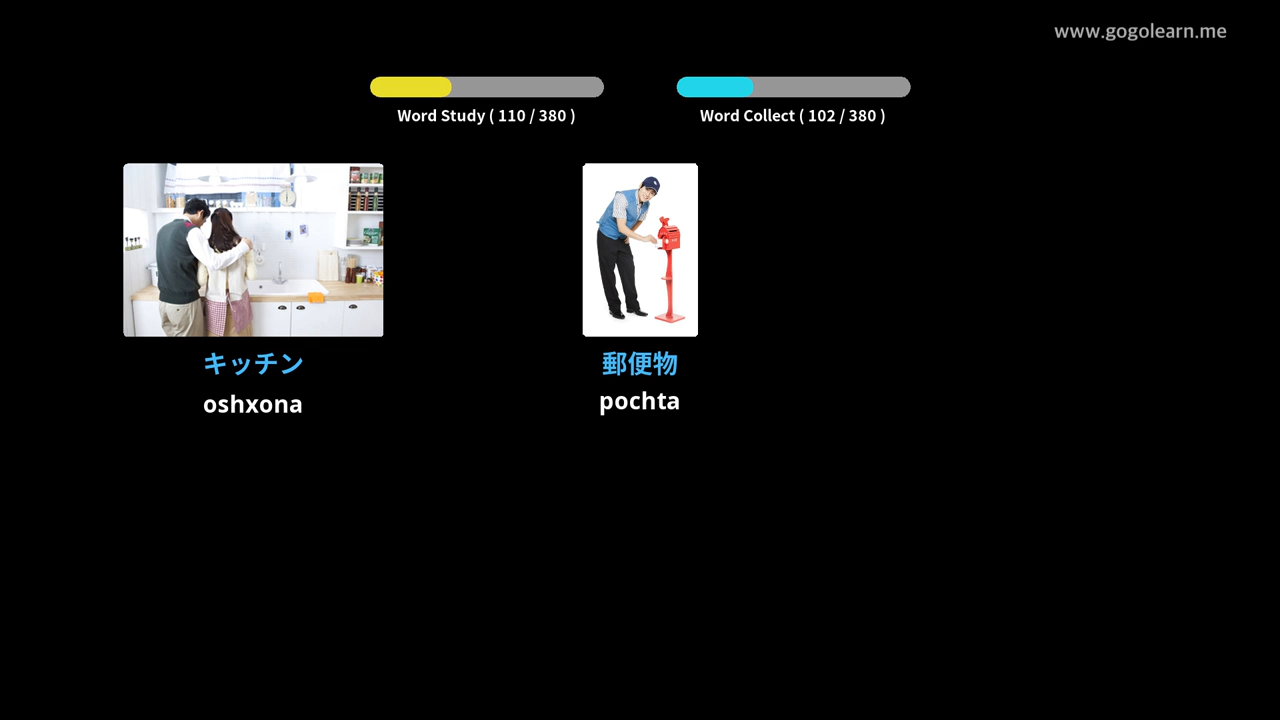 www.gogolearn.me
Word Study ( 110 / 380 )
Word Collect ( 102 / 380 )
キッチン
oshxona
郵便物
pochta